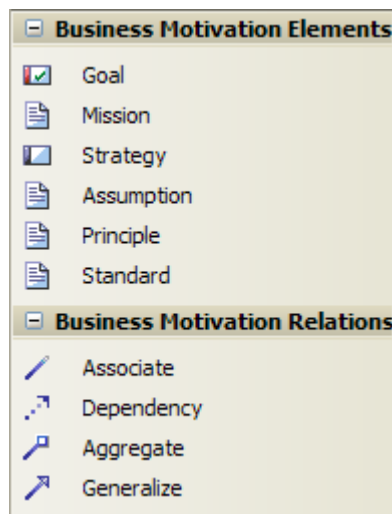 Business Motivation Elements
Goal
Mission
Strategy
Assumption
Principle
Standard
Business Motivation Relations
Associate
Dependency
Aggregate
Generalize